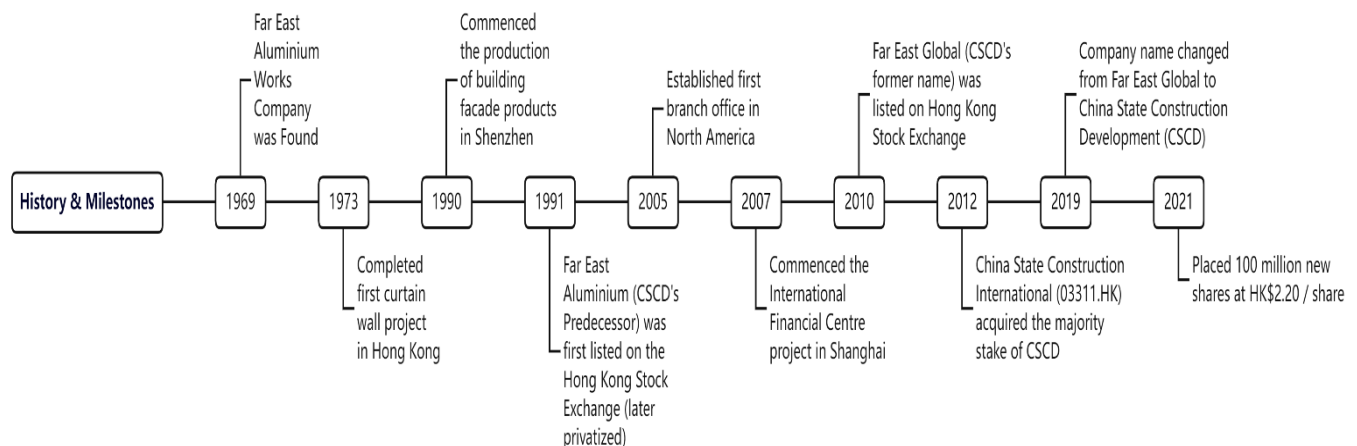 Far East
Aluminium
Works
Company
was Found
Commenced
the production
of building
facade products
in Shenzhen
Established first
branch office in
North America
Far East Global (CSCD's
former name) was
listed on Hong Kong
Stock Exchange
Company name changed
from Far East Global to
China State Construction
Development (CSCD)
History & Milestones
1969
1973
1990
1991
2005
2007
2010
2012
2019
2021
Completed
first curtain
wall project
in Hong Kong
Far East
Aluminium (CSCD's
Predecessor) was
first listed on the
Hong Kong Stock
Exchange (later
privatized)
Commenced the
International
Financial Centre
project in Shanghai
China State Construction
International (03311.HK)
acquired the majority
stake of CSCD
Placed 100 million new
shares at HK$2.20 / share